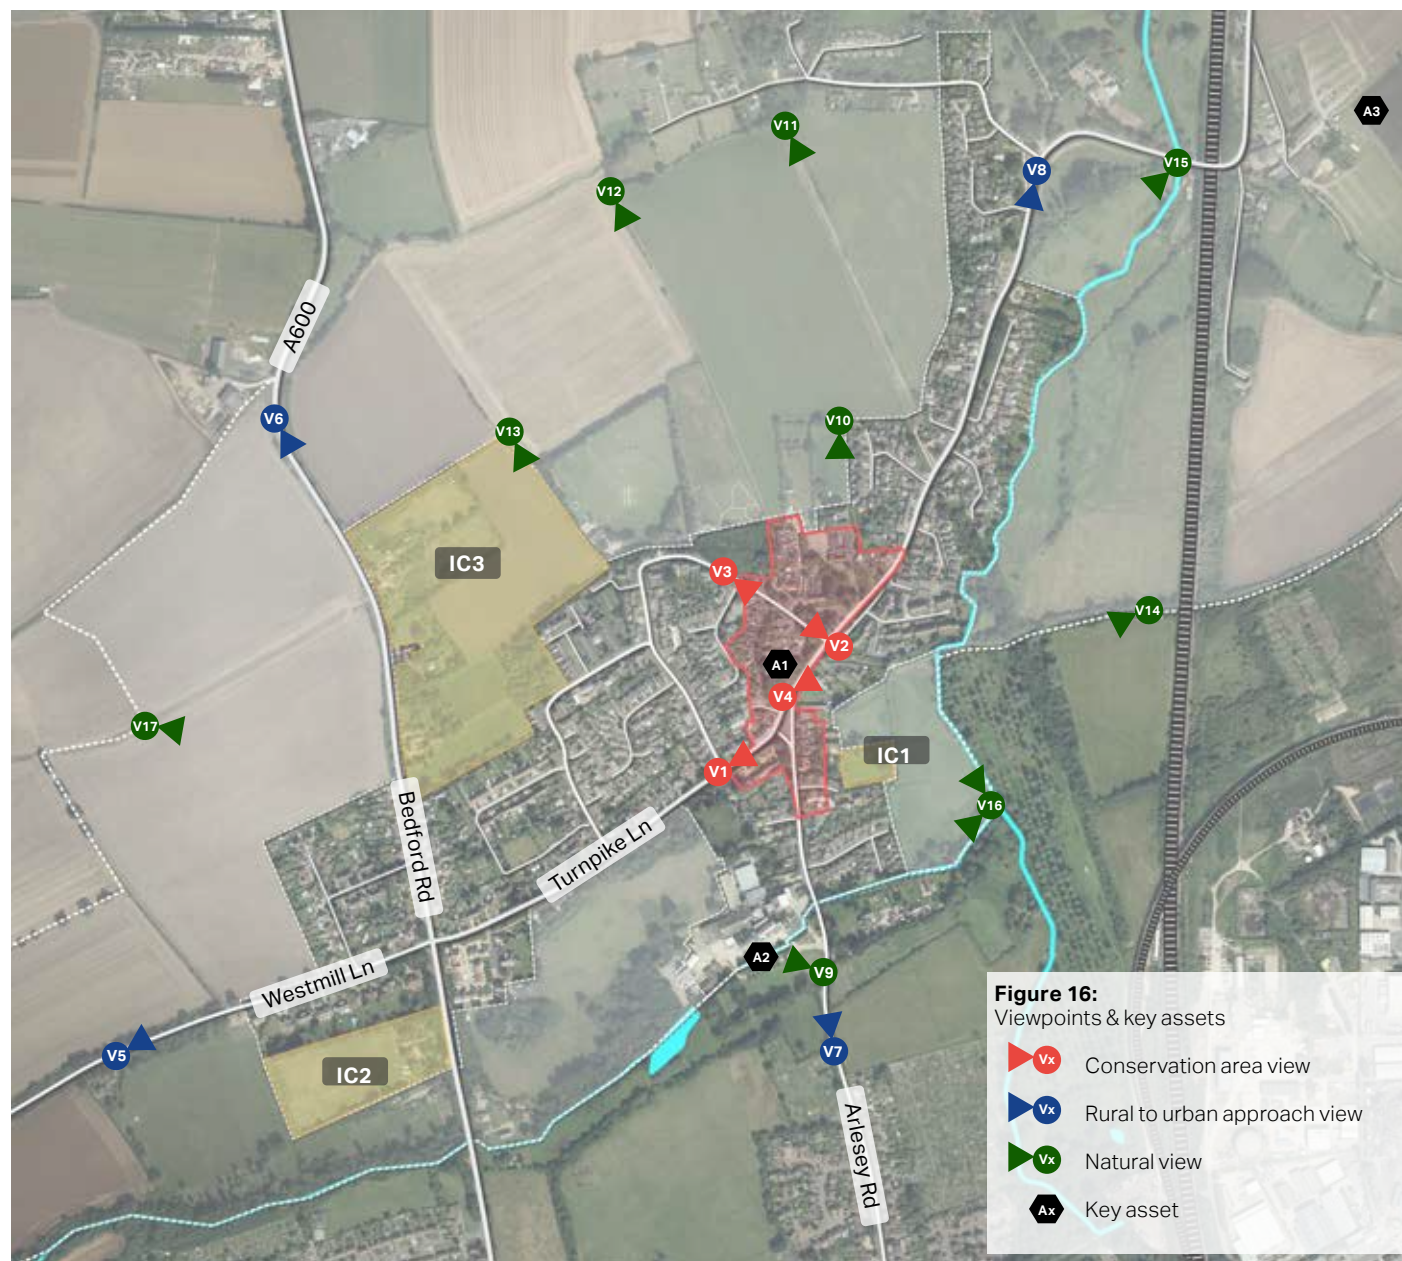 A3
V11
V15
V8
V12
A600
V6
V10
V13
IC3
V3
V14
V2
A1
V4
V17
IC1
V1
V16
Bedford Rd
Turnpike Ln
A2
V9
Westmill Ln
V5
V7
IC2
Arlesey Rd
Figure 16:
Viewpoints & key assets
Vx Conservation area view
Vx Rural to urban approach view
Vx Natural view
Ax Key asset